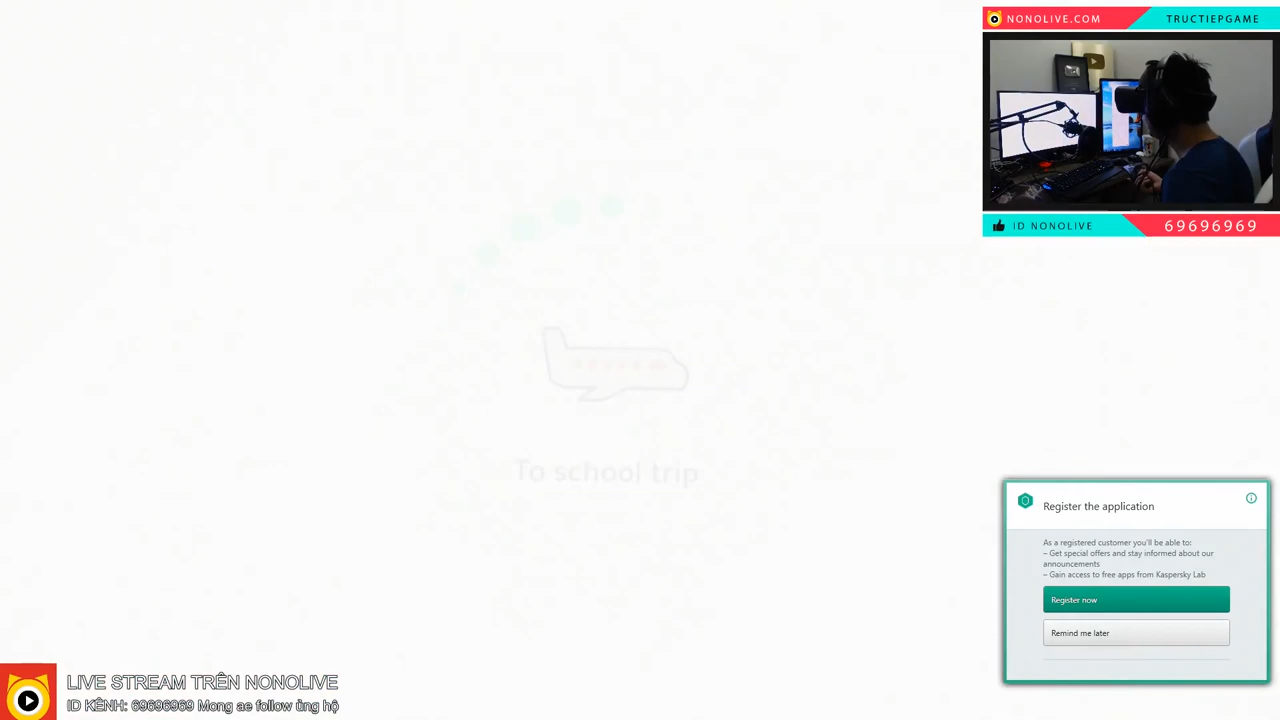 NONOLIVE.COM
TRUCTIEPGAME
ID NONOLIVE
69696969
To school trip
Register the application
As a registered customer you'll be able to:
– Get special offers and stay informed about our
announcements
– Gain access to free apps from Kaspersky Lab
Register now
Remind me later
LIVE STREAM TRÊN NONOLIVE
ID KÊNH: 69696969 Mong ae follow ủng hộ